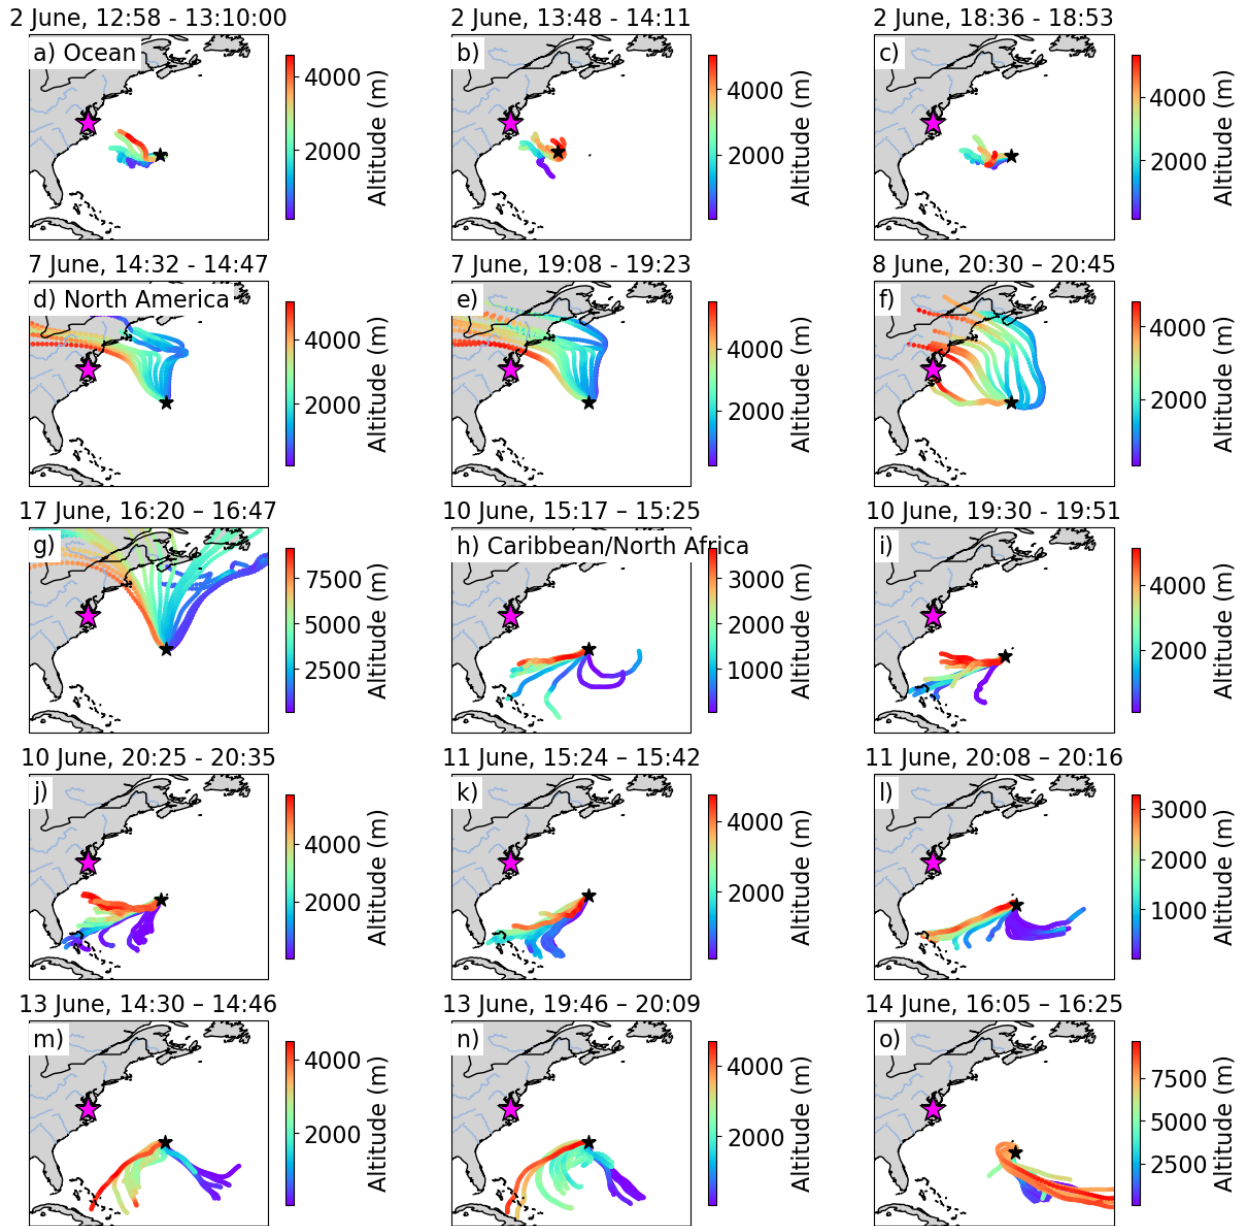 2 June, 12:58 - 13:10:00
a) Ocean
4000
2000
Altitude (m)
2 June, 13:48 - 14:11
b)
4000
2000
Altitude (m)
2 June, 18:36 - 18:53
c)
4000
2000
Altitude (m)
7 June, 14:32 - 14:47
d) North America
4000
2000
Altitude (m)
7 June, 19:08 - 19:23
e)
4000
2000
Altitude (m)
8 June, 20:30 – 20:45
f)
4000
2000
Altitude (m)
17 June, 16:20 – 16:47
g)
7500
5000
2500
Altitude (m)
10 June, 15:17 – 15:25
h) Caribbean/North Africa
3000
2000
1000
Altitude (m)
10 June, 19:30 - 19:51
i)
4000
2000
Altitude (m)
10 June, 20:25 - 20:35
j)
4000
2000
Altitude (m)
11 June, 15:24 – 15:42
k)
4000
2000
Altitude (m)
11 June, 20:08 – 20:16
l)
3000
2000
1000
Altitude (m)
13 June, 14:30 – 14:46
m)
4000
2000
Altitude (m)
13 June, 19:46 – 20:09
n)
4000
2000
Altitude (m)
14 June, 16:05 – 16:25
o)
7500
5000
2500
Altitude (m)